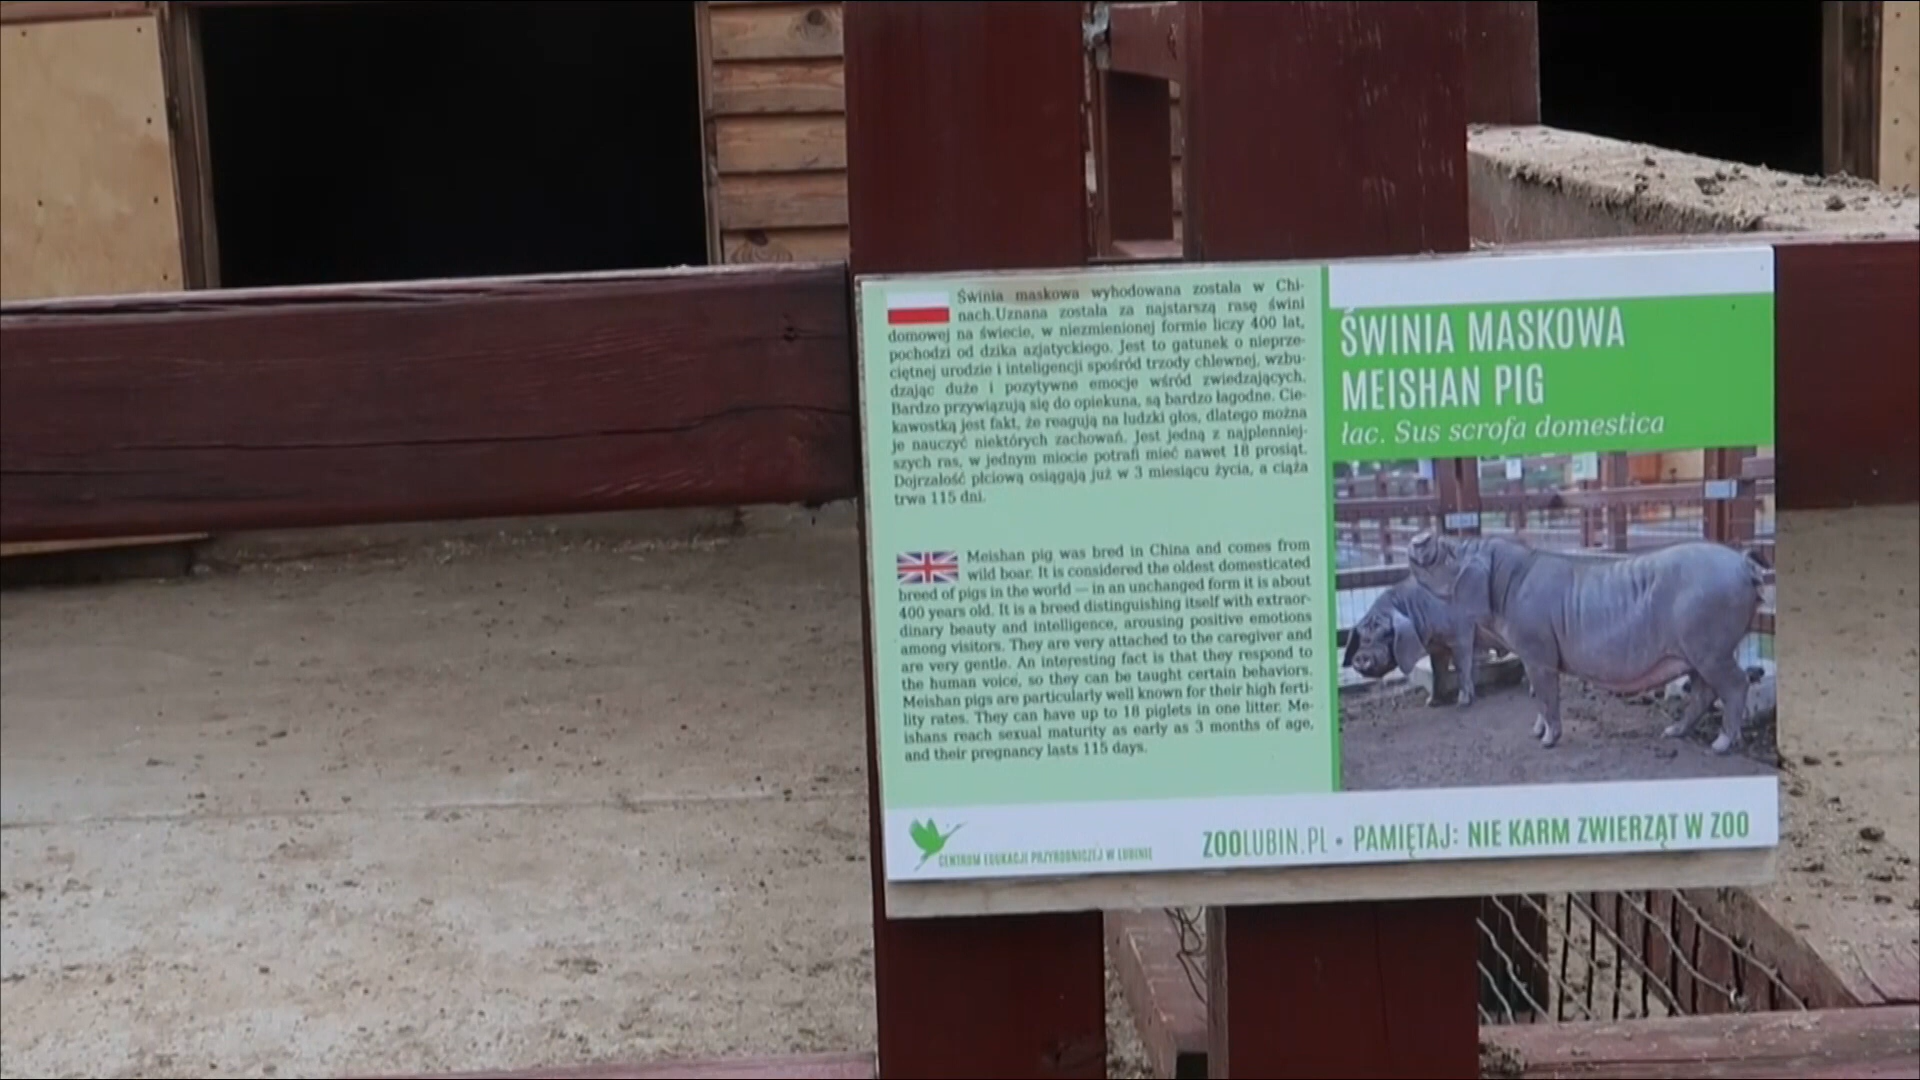 Świnia maskowa wyhodowana została w Chi-
nach.Uznana została za najstarszą rasę świni
domowej na świecie, w niezmienionej formie liczy 400 lat,
pochodzi od dzika azjatyckiego. Jest to gatunek o nieprze-
ciętnej urodzie i inteligencji spośród trzody chlewnej, wzbu-
dzając duże i pozytywne emocje wśród zwiedzających.
Bardzo przywiązują się do opiekuna, są bardzo łagodne. Cie-
kawostką jest fakt, że reagują na ludzki głos, dlatego można
je nauczyć niektórych zachowań. Jest jedną z najplenniej-
szych ras, w jednym miocie potrafi mieć nawet 18 prosiąt.
Dojrzałość płciową osiągają już w 3 miesiącu życia, a ciąża
trwa 115 dni.
Meishan pig was bred in China and comes from
wild boar. It is considered the oldest domesticated
breed of pigs in the world — in an unchanged form it is about
400 years old. It is a breed distinguishing itself with extraor-
dinary beauty and intelligence, arousing positive emotions
among visitors. They are very attached to the caregiver and
are very gentle. An interesting fact is that they respond to
the human voice, so they can be taught certain behaviors.
Meishan pigs are particularly well known for their high ferti-
lity rates. They can have up to 18 piglets in one litter. Me-
ishans reach sexual maturity as early as 3 months of age,
and their pregnancy lasts 115 days.
ŚWINIA MASKOWA
MEISHAN PIG
łac. Sus scrofa domestica
CENTRUM EDUKACJI PRZYRODNICZEJ W LUBINIE
ZOOLUBIN.PL • PAMIĘTAJ: NIE KARM ZWIERZĄT W ZOO